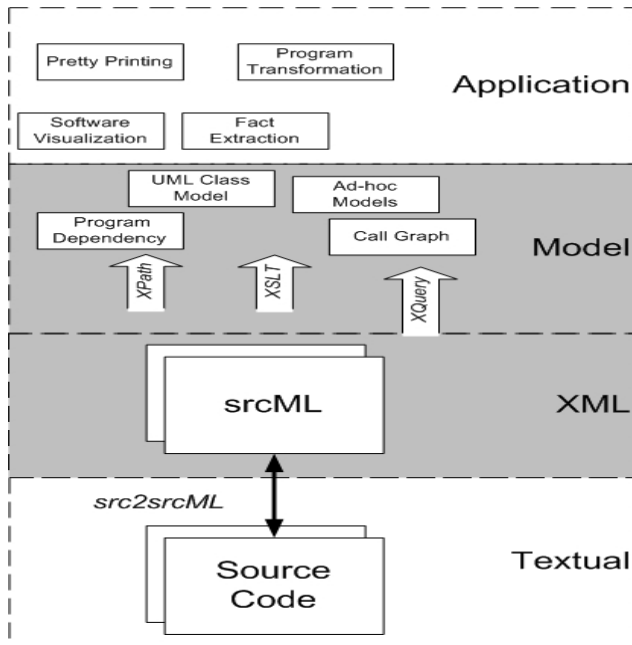 Pretty Printing
Program
Transformation
Application
Software
Visualization
Fact
Extraction
UML Class
Model
Ad-hoc
Models
Program
Dependency
Call Graph
Model
XPath
XSLT
XQuery
srcML
XML
src2srcML
Source
Code
Textual